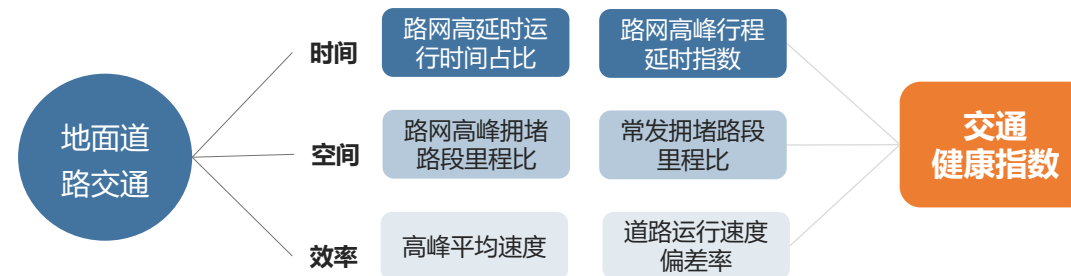 地面道
路交通
时间
路网高延时运
行时间占比
路网高峰行程
延时指数
空间
路网高峰拥堵
路段里程比
常发拥堵路段
里程比
效率
高峰平均速度
道路运行速度
偏差率
交通
健康指数